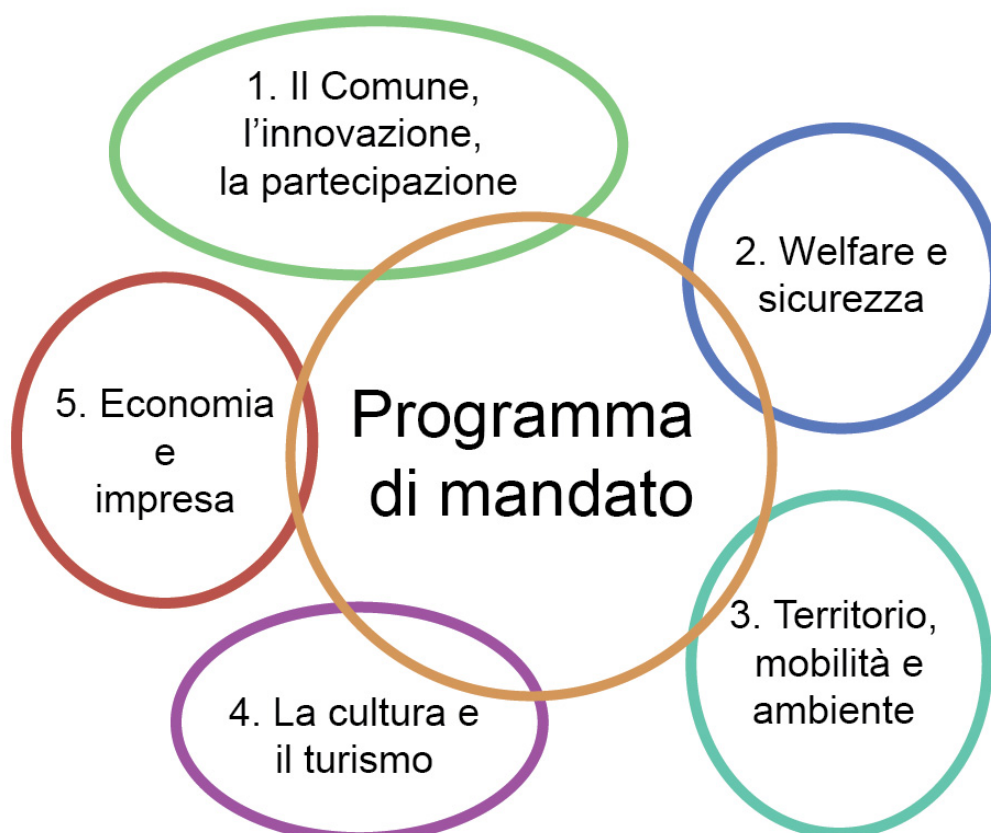 1. Il Comune,
l’innovazione,
la partecipazione
2. Welfare e
sicurezza
Programma
di mandato
5. Economia
e
impresa
3. Territorio,
mobilità e
ambiente
4. La cultura e
il turismo